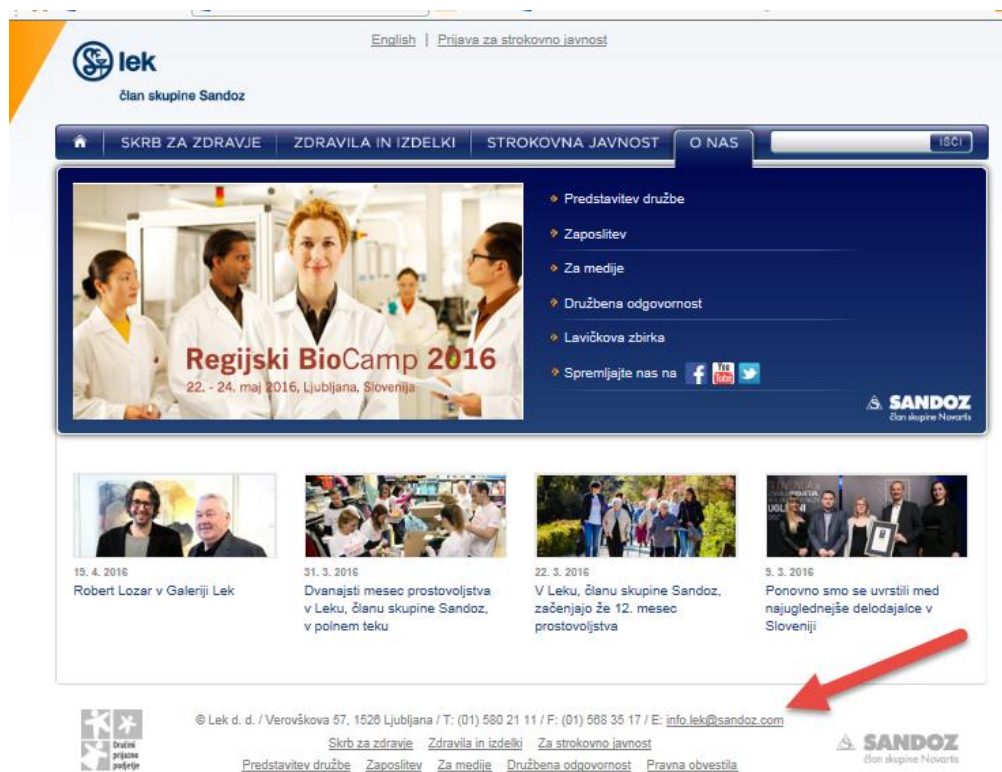 English | Prijava za strokovno javnost
lek
član skupine Sandoz
SKRB ZA ZDRAVJE
ZDRAVILA IN IZDELKI
STROKOVNA JAVNOST
O NAS
IŠČI
Predstavitev družbe
Zaposlitev
Za medije
Družbena odgovornost
Lavičkova zbirka
Spremljajte nas na
You Tube
Regijski BioCamp 2016
22. - 24. maj 2016, Ljubljana, Slovenija
SANDOZ
član skupine Novartis
19. 4. 2016
Robert Lozar v Galeriji Lek
31. 3. 2016
Dvanajsti mesec prostovoljstva
v Leku, članu skupine Sandoz,
v polnem teku
22. 3. 2016
V Leku, članu skupine Sandoz,
začenjajo že 12. mesec
prostovoljstva
9. 3. 2016
Ponovno smo se uvrstili med
najuglednejše delodajalce v
Sloveniji
© Lek d. d. / Verovškova 57, 1526 Ljubljana / T: (01) 580 21 11 / F: (01) 568 35 17 / E: info.lek@sandoz.com
Skrb za zdravje Zdravila in izdelki Za strokovno javnost
Predstavitev družbe Zaposlitev Za medije Družbena odgovornost Pravna obvestila
Družini
prijazno
podjetje
SANDOZ
član skupine Novartis